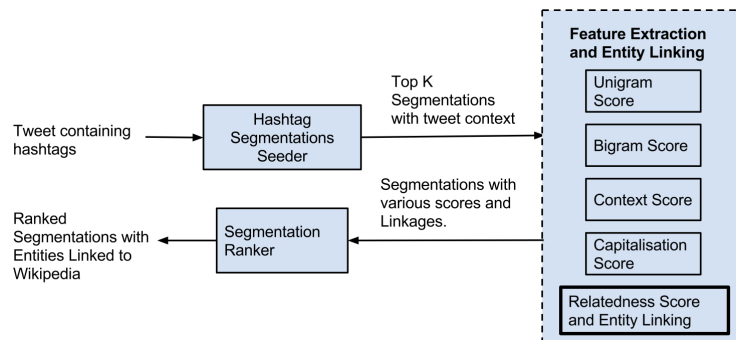 Tweet containing
hashtags
Hashtag
Segmentations
Seeder
Top K
Segmentations
with tweet context
Feature Extraction
and Entity Linking
Unigram
Score
Bigram Score
Context Score
Capitalisation
Score
Relatedness Score
and Entity Linking
Segmentations with
various scores and
Linkages.
Segmentation
Ranker
Ranked
Segmentations with
Entities Linked to
Wikipedia